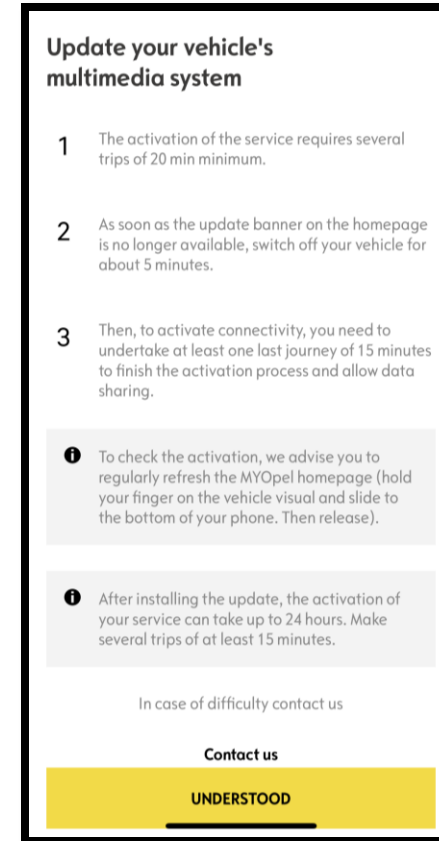 Update your vehicle's
multimedia system
1
The activation of the service requires several
trips of 20 min minimum.
2
As soon as the update banner on the homepage
is no longer available, switch off your vehicle for
about 5 minutes.
3
Then, to activate connectivity, you need to
undertake at least one last journey of 15 minutes
to finish the activation process and allow data
sharing.
To check the activation, we advise you to
regularly refresh the MYOpel homepage (hold
your finger on the vehicle visual and slide to
the bottom of your phone. Then release).
After installing the update, the activation of
your service can take up to 24 hours. Make
several trips of at least 15 minutes.
In case of difficulty contact us
Contact us
UNDERSTOOD